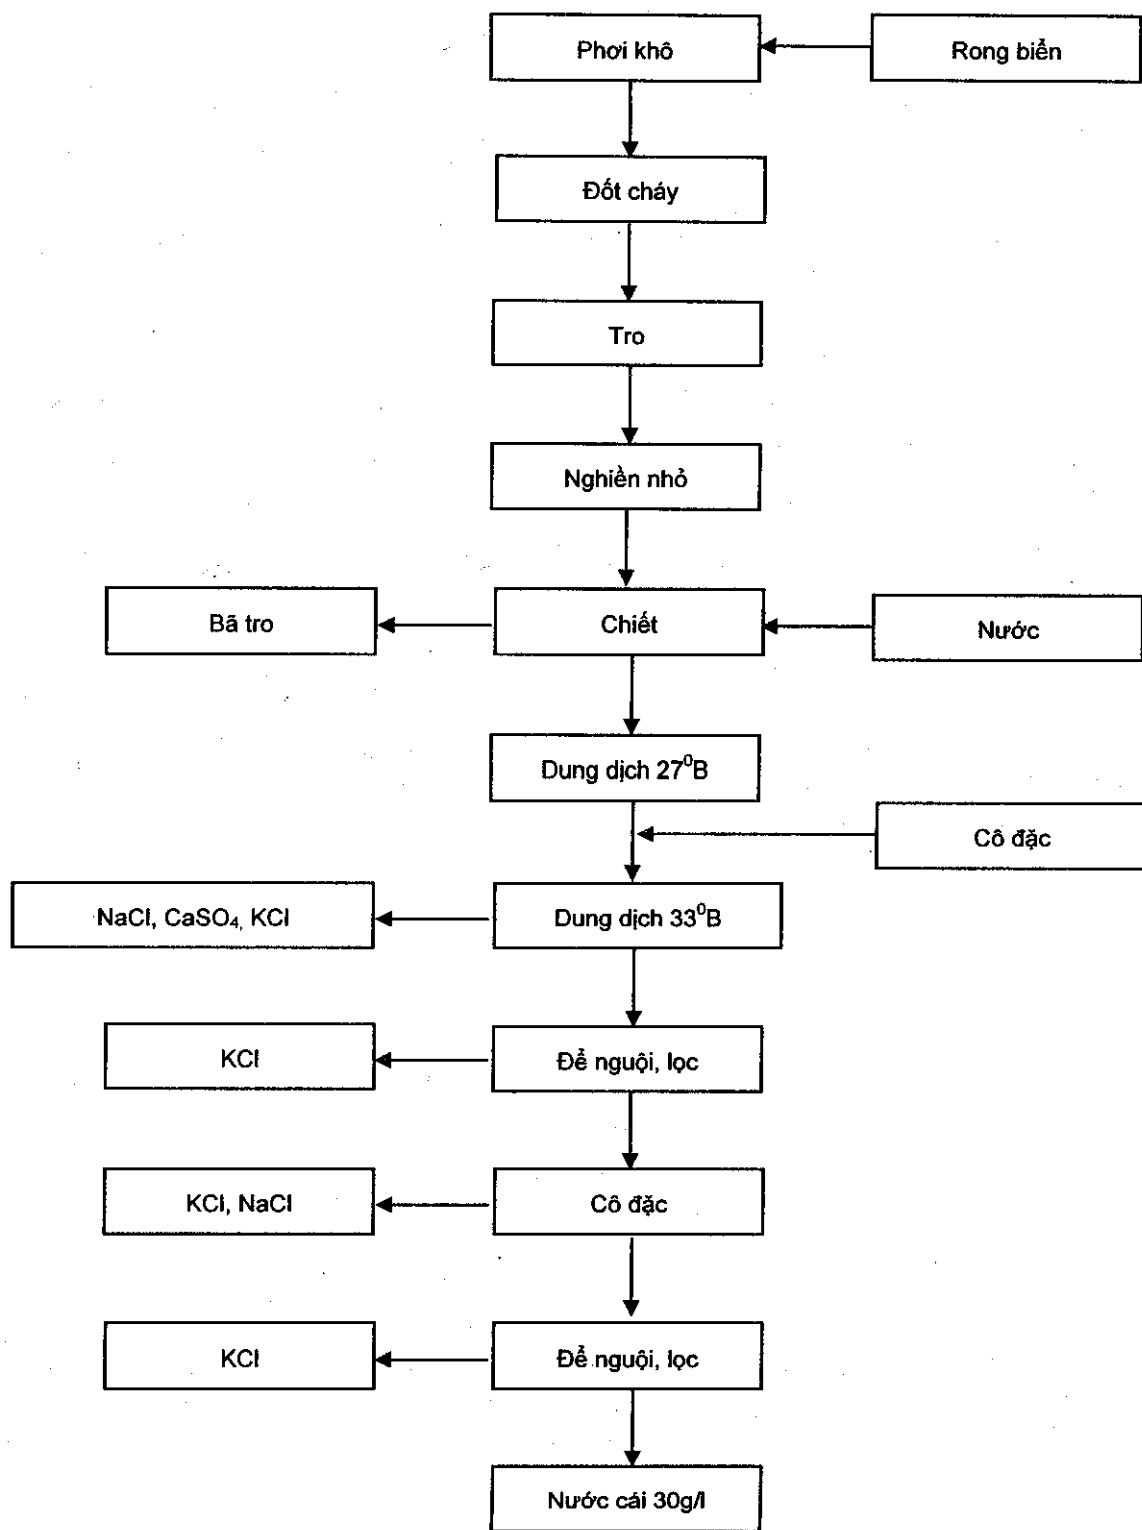 Phơi khô
Rong biển
Đốt cháy
Tro
Nghiền nhỏ
Bã tro
Chiết
Nước
Dung dịch 27⁰B
Cô đặc
NaCl, CaSO₄, KCl
Dung dịch 33⁰B
KCl
Để nguội, lọc
KCl, NaCl
Cô đặc
KCl
Để nguội, lọc
Nước cái 30g/l